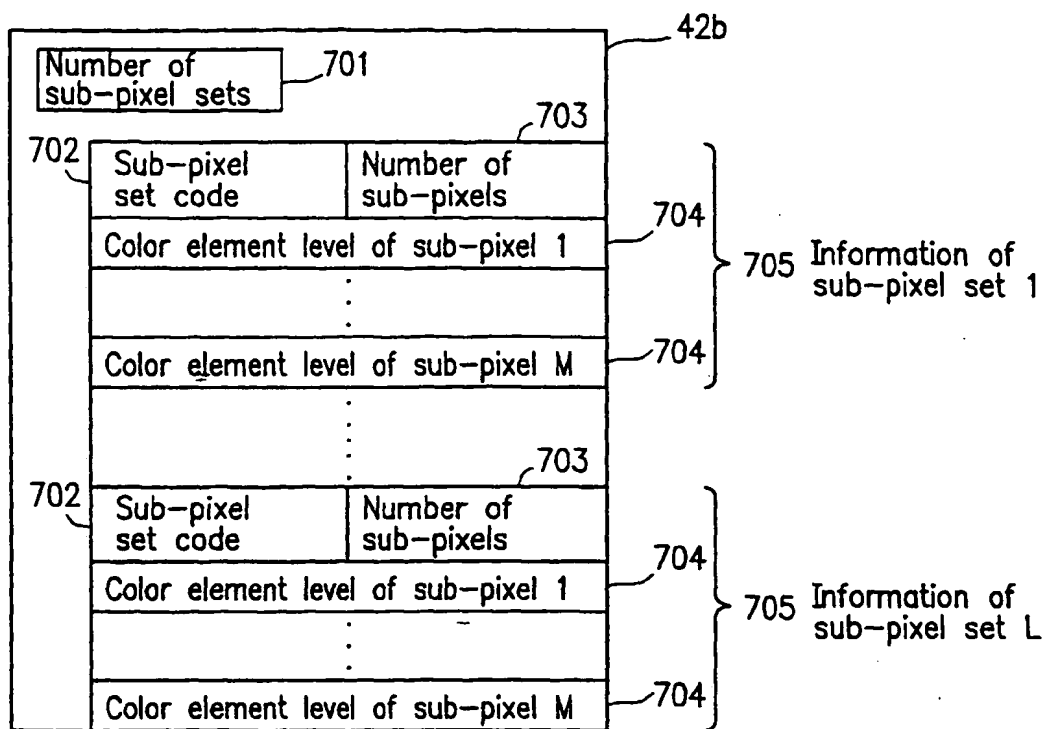 42b
Number of
sub-pixel sets
701
703
702
Sub-pixel
set code
Number of
sub-pixels
704
Color element level of sub-pixel 1
705 Information of
sub-pixel set 1
704
Color element level of sub-pixel M
703
702
Sub-pixel
set code
Number of
sub-pixels
704
Color element level of sub-pixel 1
705 Information of
sub-pixel set L
704
Color element level of sub-pixel M